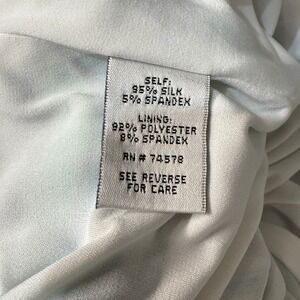 SELF:
95% SILK
5% SPANDEX
LINING:
92% POLYESTER
8% SPANDEX
RN # 74578
SEE REVERSE
FOR CARE